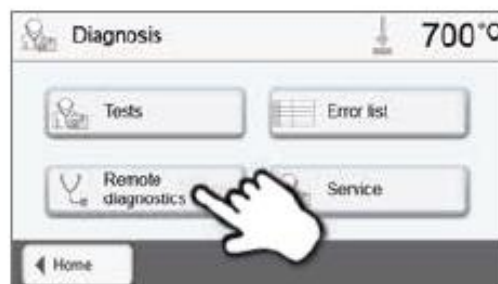 Diagnosis
700°C
Tests
Error list
Remote
diagnostics
Service
Home